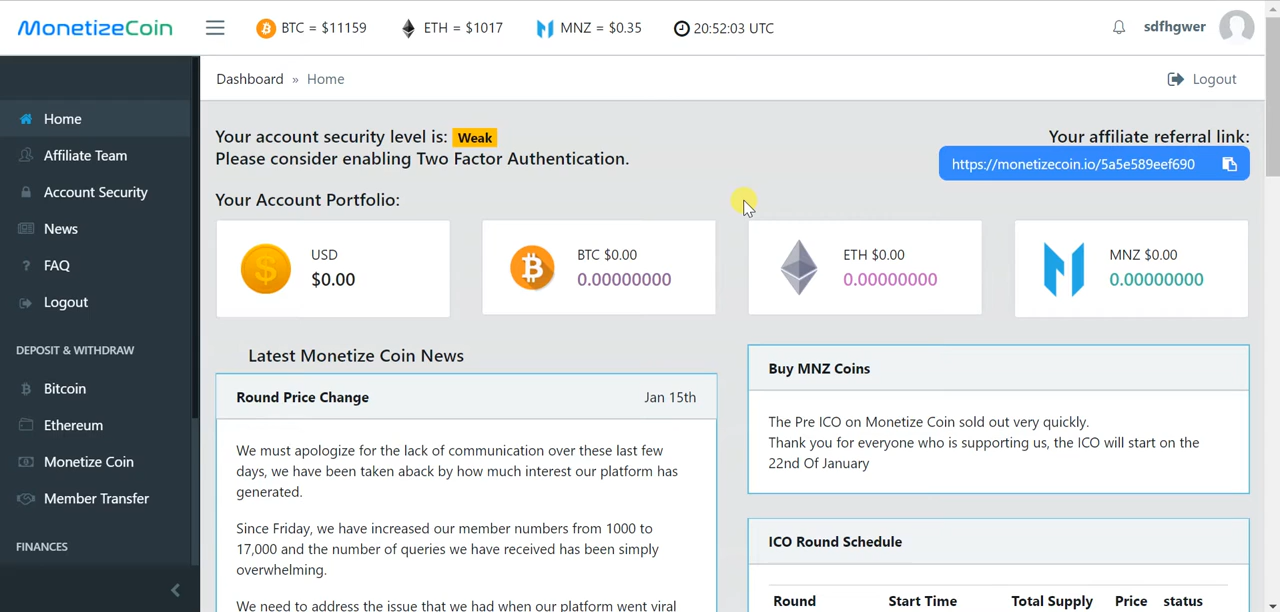 MonetizeCoin
BTC = $11159
ETH = $1017
MNZ = $0.35
20:52:03 UTC
sdfhgwer
Dashboard » Home
Logout
Home
Affiliate Team
Account Security
News
? FAQ
Logout
DEPOSIT & WITHDRAW
Bitcoin
Ethereum
Monetize Coin
Member Transfer
FINANCES
Your account security level is: Weak
Please consider enabling Two Factor Authentication.
Your affiliate referral link:
https://monetizecoin.io/5a5e589eef690
Your Account Portfolio:
USD
$0.00
BTC $0.00
0.00000000
ETH $0.00
0.00000000
MNZ $0.00
0.00000000
Latest Monetize Coin News
Round Price Change Jan 15th
We must apologize for the lack of communication over these last few
days, we have been taken aback by how much interest our platform has
generated.
Since Friday, we have increased our member numbers from 1000 to
17,000 and the number of queries we have received has been simply
overwhelming.
We need to address the issue that we had when our platform went viral
Buy MNZ Coins
The Pre ICO on Monetize Coin sold out very quickly.
Thank you for everyone who is supporting us, the ICO will start on the
22nd Of January
ICO Round Schedule
Round Start Time Total Supply Price status